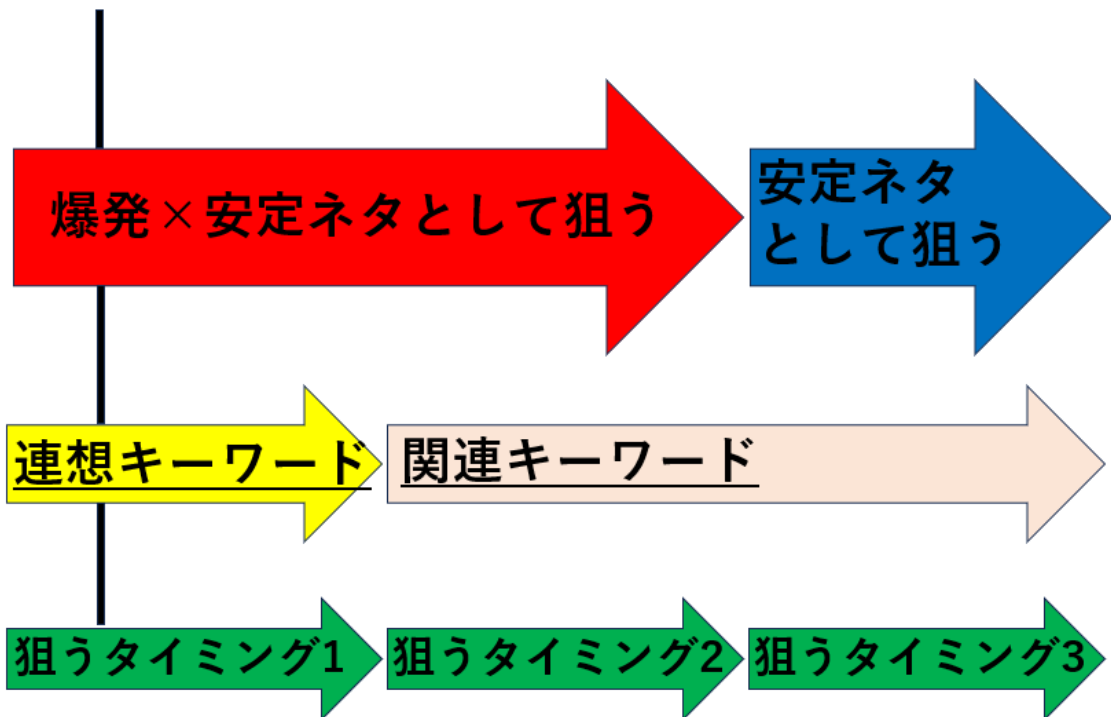 爆発×安定ネタとして狙う
安定ネタ
として狙う
連想キーワード
関連キーワード
狙うタイミング1
狙うタイミング2
狙うタイミング3